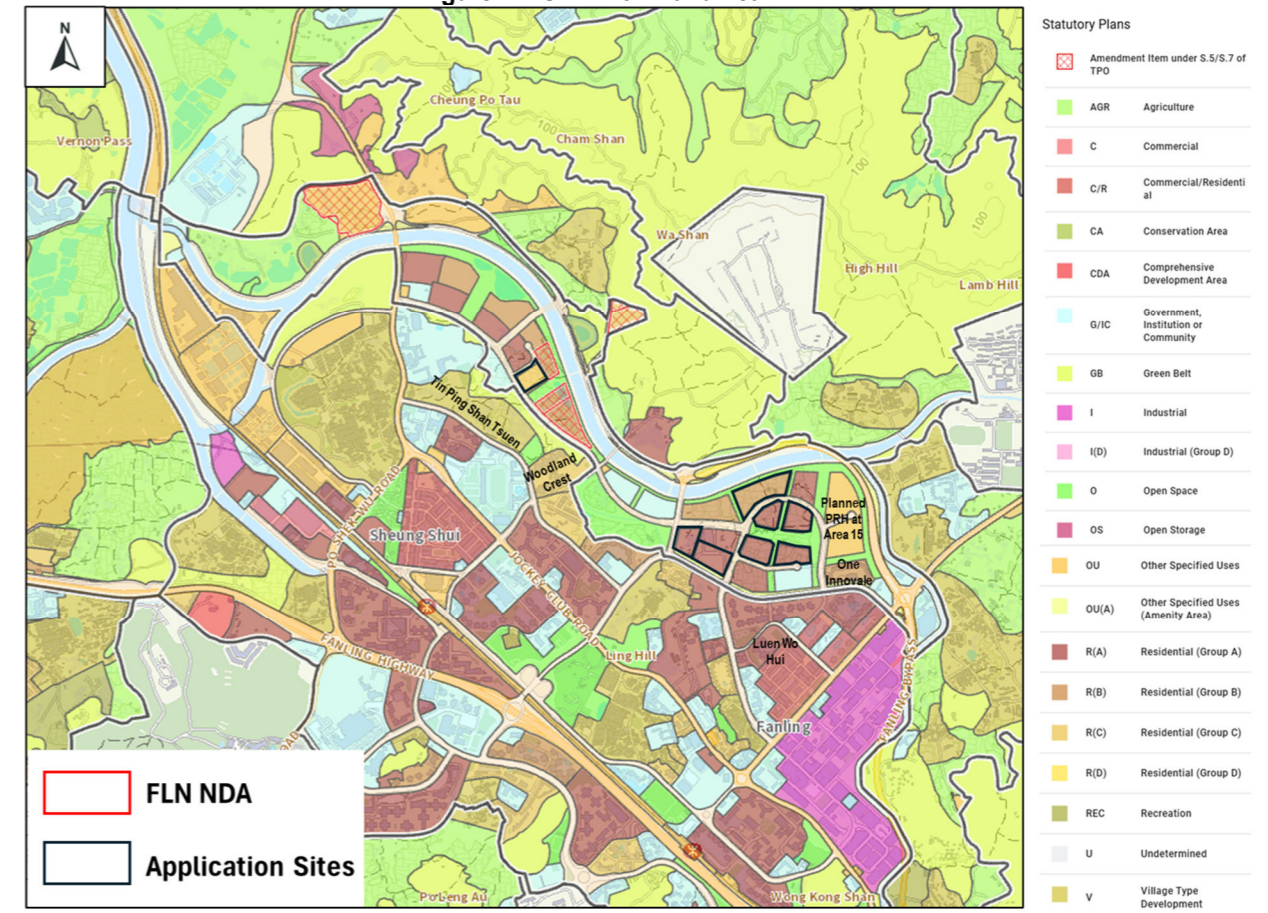 N
Vernon Pass
Cheung Po Tau
100
Cham Shan
100
100
Wa Shan
High Hill
Lamb Hill
Tin Ping Shan Tsuen
Woodland
Crest
PO SHEK WU ROAD
Sheung Shui
JOCKEY CLUB ROAD
Planned
PRH at
Area 15
One
Innovale
FANLING HIGHWAY
Ling Hill
Luen Wo
Hui
Fanling
FANLING BYPASS
OAD
Po Leng Au
Wong Kong Shan
FLN NDA
Application Sites
Statutory Plans
Amendment Item under S.5/S.7 of
TPO
AGR Agriculture
C Commercial
C/R Commercial/Residenti
al
CA Conservation Area
CDA Comprehensive
Development Area
G/IC Government,
Institution or
Community
GB Green Belt
I Industrial
I(D) Industrial (Group D)
O Open Space
OS Open Storage
OU Other Specified Uses
OU(A) Other Specified Uses
(Amenity Area)
R(A) Residential (Group A)
R(B) Residential (Group B)
R(C) Residential (Group C)
R(D) Residential (Group D)
REC Recreation
U Undetermined
V Village Type
Development